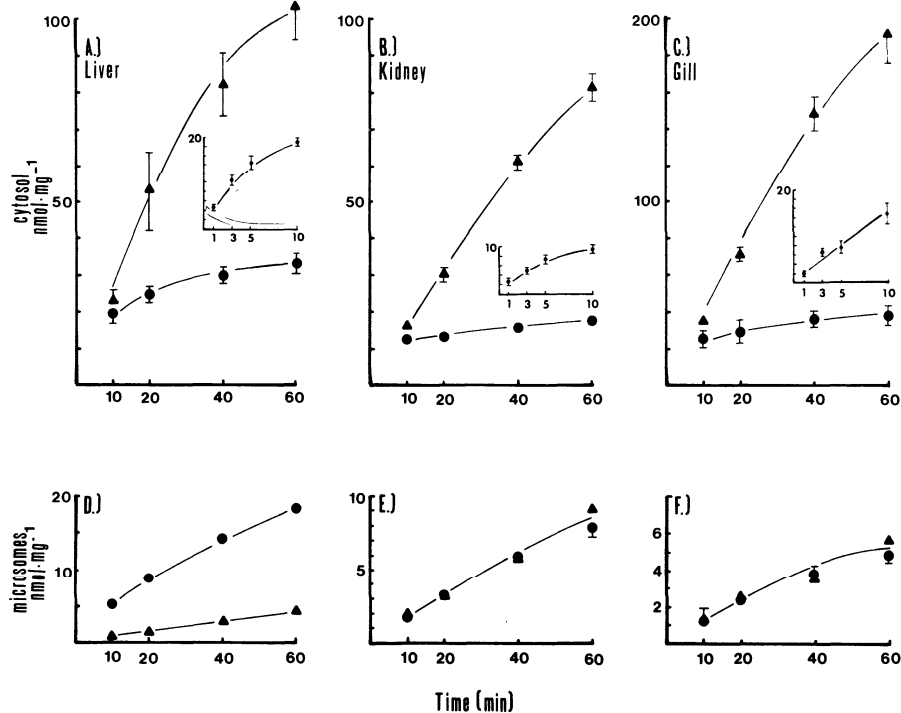 100
A.)
Liver
50
20
1 3 5 10
10 20 40 60
cytosol
nmol·mg⁻¹
100
B.)
Kidney
50
10
1 3 5 10
10 20 40 60
200
C.)
Gill
100
20
1 3 5 10
10 20 40 60
20
D.)
10
10 20 40 60
microsomes
nmol·mg⁻¹
10
E.)
5
10 20 40 60
F.)
6
4
2
10 20 40 60
Time (min)